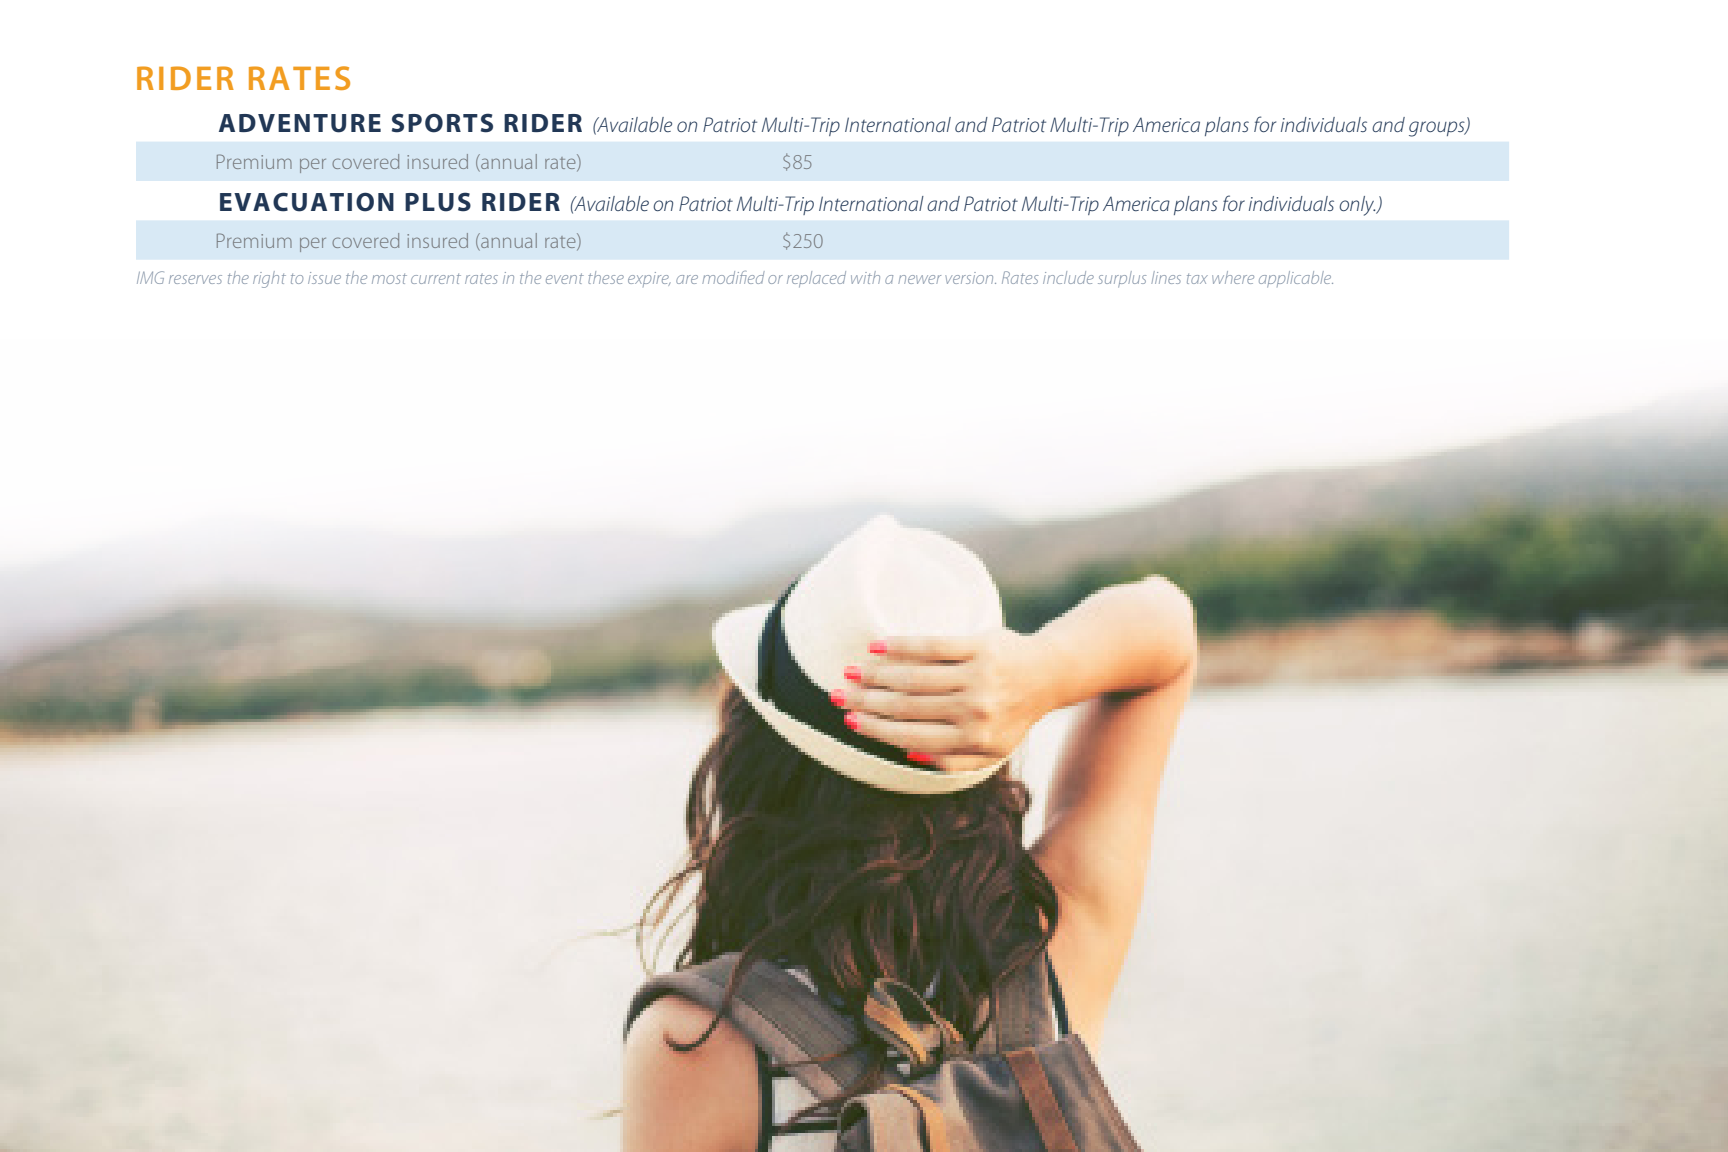 RIDER RATES
ADVENTURE SPORTS RIDER (Available on Patriot Multi-Trip International and Patriot Multi-Trip America plans for individuals and groups)
Premium per covered insured (annual rate) $85
EVACUATION PLUS RIDER (Available on Patriot Multi-Trip International and Patriot Multi-Trip America plans for individuals only.)
Premium per covered insured (annual rate) $250
IMG reserves the right to issue the most current rates in the event these expire, are modified or replaced with a newer version. Rates include surplus lines tax where applicable.